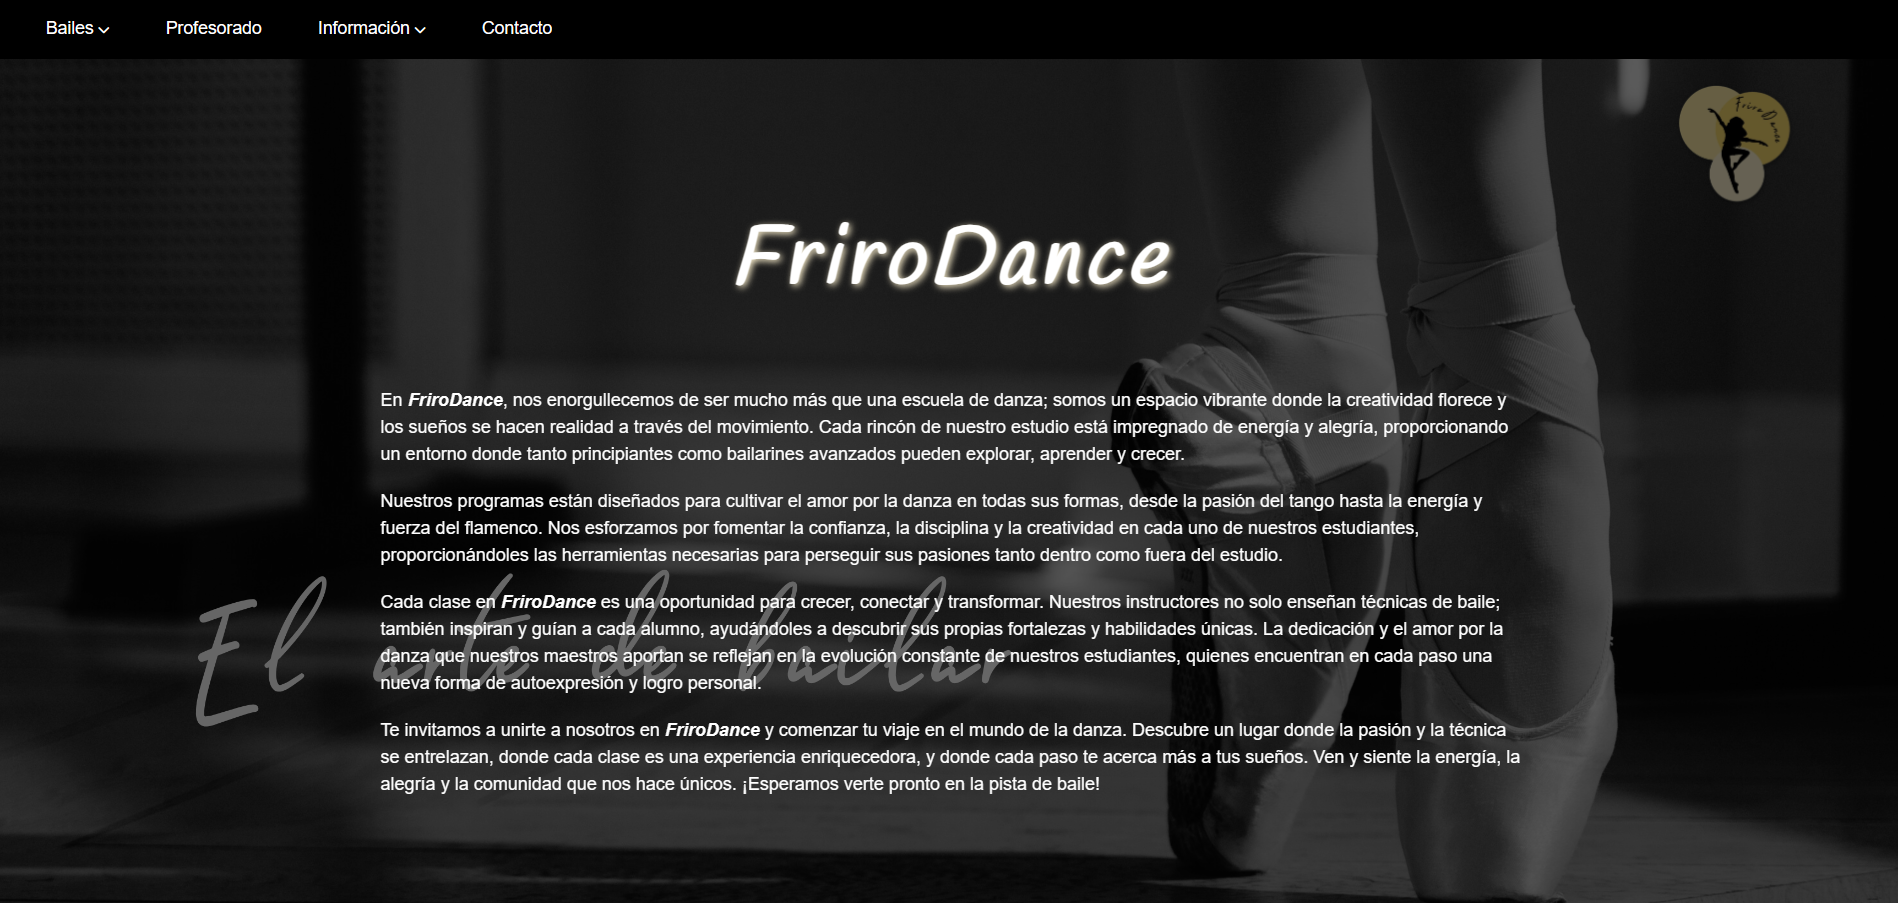 Bailes
Profesorado
Información
Contacto
FriroDance
FriroDance
En FriroDance, nos enorgullecemos de ser mucho más que una escuela de danza; somos un espacio vibrante donde la creatividad florece y
los sueños se hacen realidad a través del movimiento. Cada rincón de nuestro estudio está impregnado de energía y alegría, proporcionando
un entorno donde tanto principiantes como bailarines avanzados pueden explorar, aprender y crecer.
Nuestros programas están diseñados para cultivar el amor por la danza en todas sus formas, desde la pasión del tango hasta la energía y
fuerza del flamenco. Nos esforzamos por fomentar la confianza, la disciplina y la creatividad en cada uno de nuestros estudiantes,
proporcionándoles las herramientas necesarias para perseguir sus pasiones tanto dentro como fuera del estudio.
Cada clase en FriroDance es una oportunidad para crecer, conectar y transformar. Nuestros instructores no solo enseñan técnicas de baile;
también inspiran y guían a cada alumno, ayudándoles a descubrir sus propias fortalezas y habilidades únicas. La dedicación y el amor por la
danza que nuestros maestros aportan se reflejan en la evolución constante de nuestros estudiantes, quienes encuentran en cada paso una
nueva forma de autoexpresión y logro personal.
El arte de bailar
Te invitamos a unirte a nosotros en FriroDance y comenzar tu viaje en el mundo de la danza. Descubre un lugar donde la pasión y la técnica
se entrelazan, donde cada clase es una experiencia enriquecedora, y donde cada paso te acerca más a tus sueños. Ven y siente la energía, la
alegría y la comunidad que nos hace únicos. ¡Esperamos verte pronto en la pista de baile!